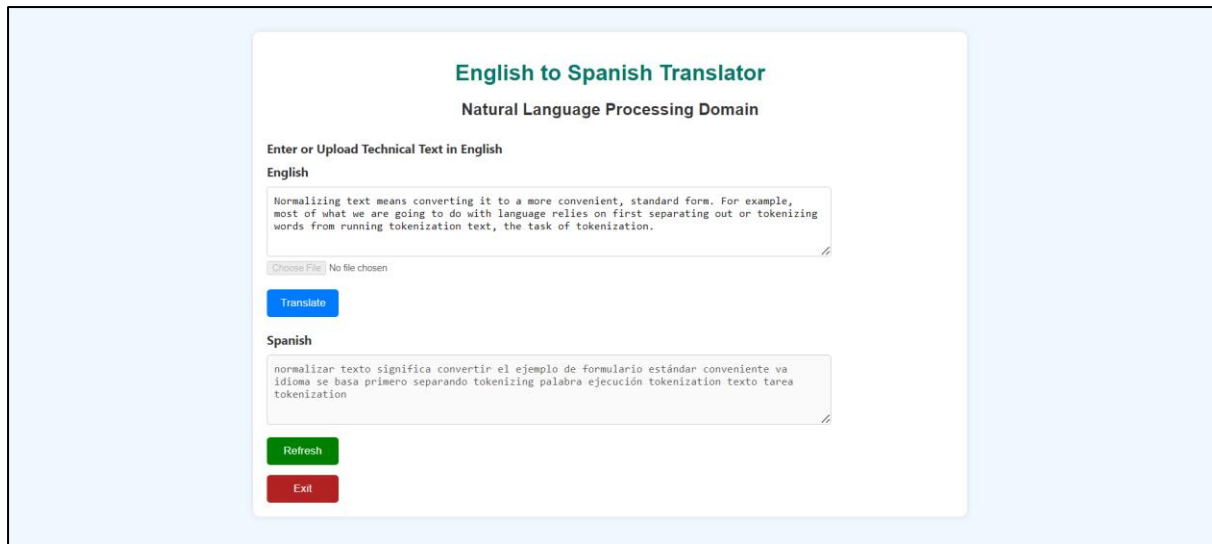 English to Spanish Translator
Natural Language Processing Domain
Enter or Upload Technical Text in English
English
Normalizing text means converting it to a more convenient, standard form. For example,
most of what we are going to do with language relies on first separating out or tokenizing
words from running tokenization text, the task of tokenization.
Choose File No file chosen
Translate
Spanish
normalizar texto significa convertir el ejemplo de formulario estándar conveniente va
idioma se basa primero separando tokenizing palabra ejecución tokenization texto tarea
tokenization
Refresh
Exit